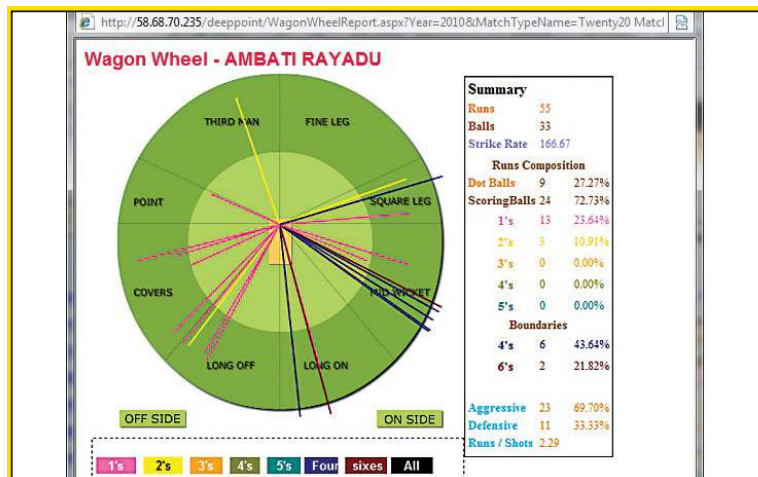 http://58.68.70.235/deeppoint/WagonWheelReport.aspx?Year=2010&MatchTypeName=Twenty20 Matcl
Wagon Wheel - AMBATI RAYADU
THIRD MAN
FINE LEG
POINT
SQUARE LEG
COVERS
MID WICKET
LONG OFF
LONG ON
OFF SIDE
ON SIDE
1's 2's 3's 4's 5's Four sixes All
Summary
Runs 55
Balls 33
Strike Rate 166.67
Runs Composition
Dot Balls 9 27.27%
ScoringBalls 24 72.73%
1's 13 23.64%
2's 3 10.91%
3's 0 0.00%
4's 0 0.00%
5's 0 0.00%
Boundaries
4's 6 43.64%
6's 2 21.82%
Aggressive 23 69.70%
Defensive 11 33.33%
Runs / Shots 2.29